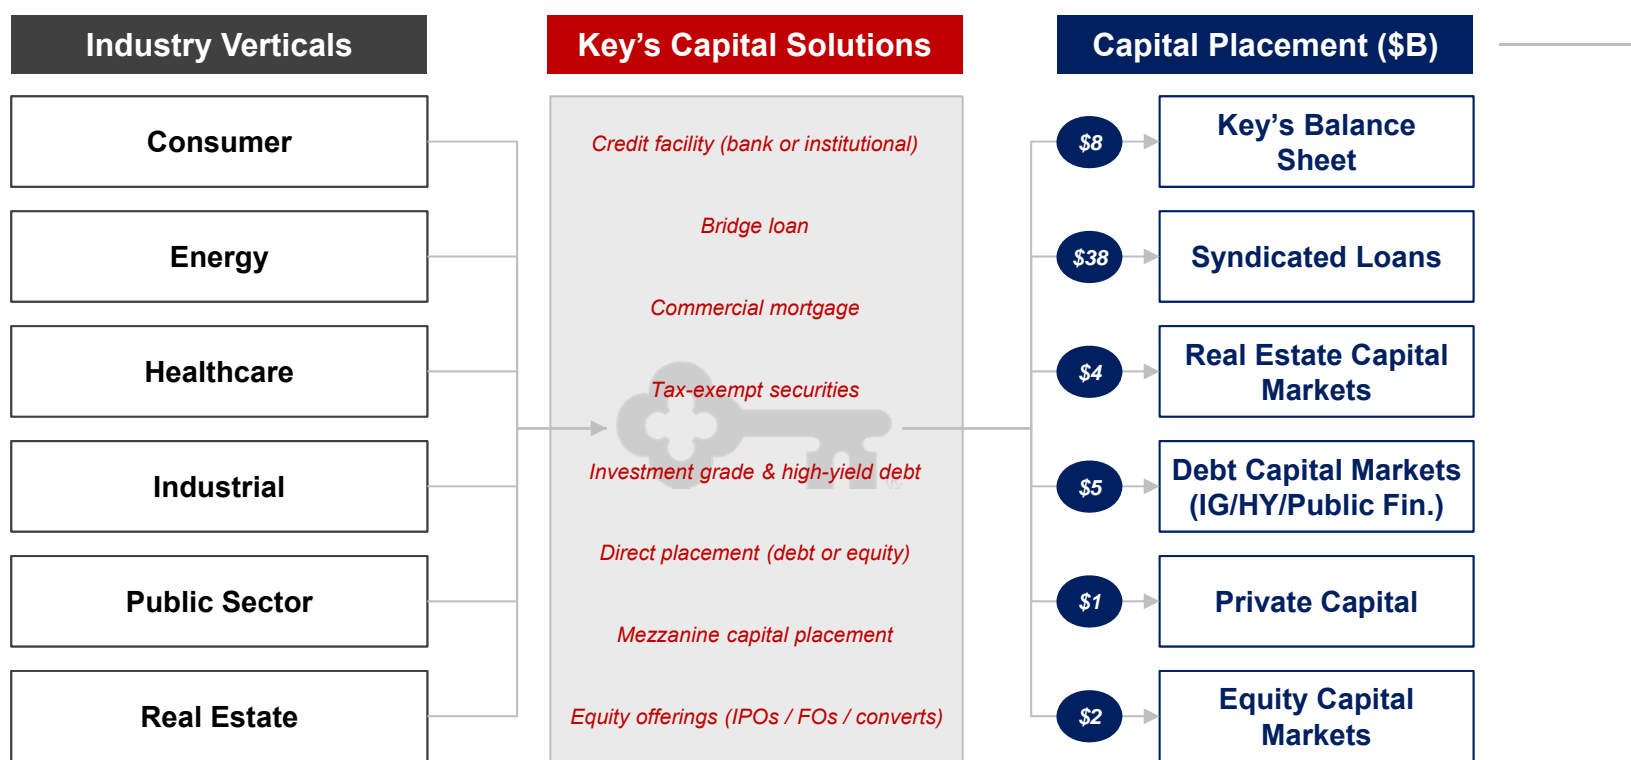 Industry Verticals
Key’s Capital Solutions
Capital Placement ($B)
Consumer
Energy
Healthcare
Industrial
Public Sector
Real Estate
Credit facility (bank or institutional)
Bridge loan
Commercial mortgage
Tax-exempt securities
Investment grade & high-yield debt
Direct placement (debt or equity)
Mezzanine capital placement
Equity offerings (IPOs / FOs / converts)
$8
Key’s Balance
Sheet
$38
Syndicated Loans
$4
Real Estate Capital
Markets
$5
Debt Capital Markets
(IG/HY/Public Fin.)
$1
Private Capital
$2
Equity Capital
Markets